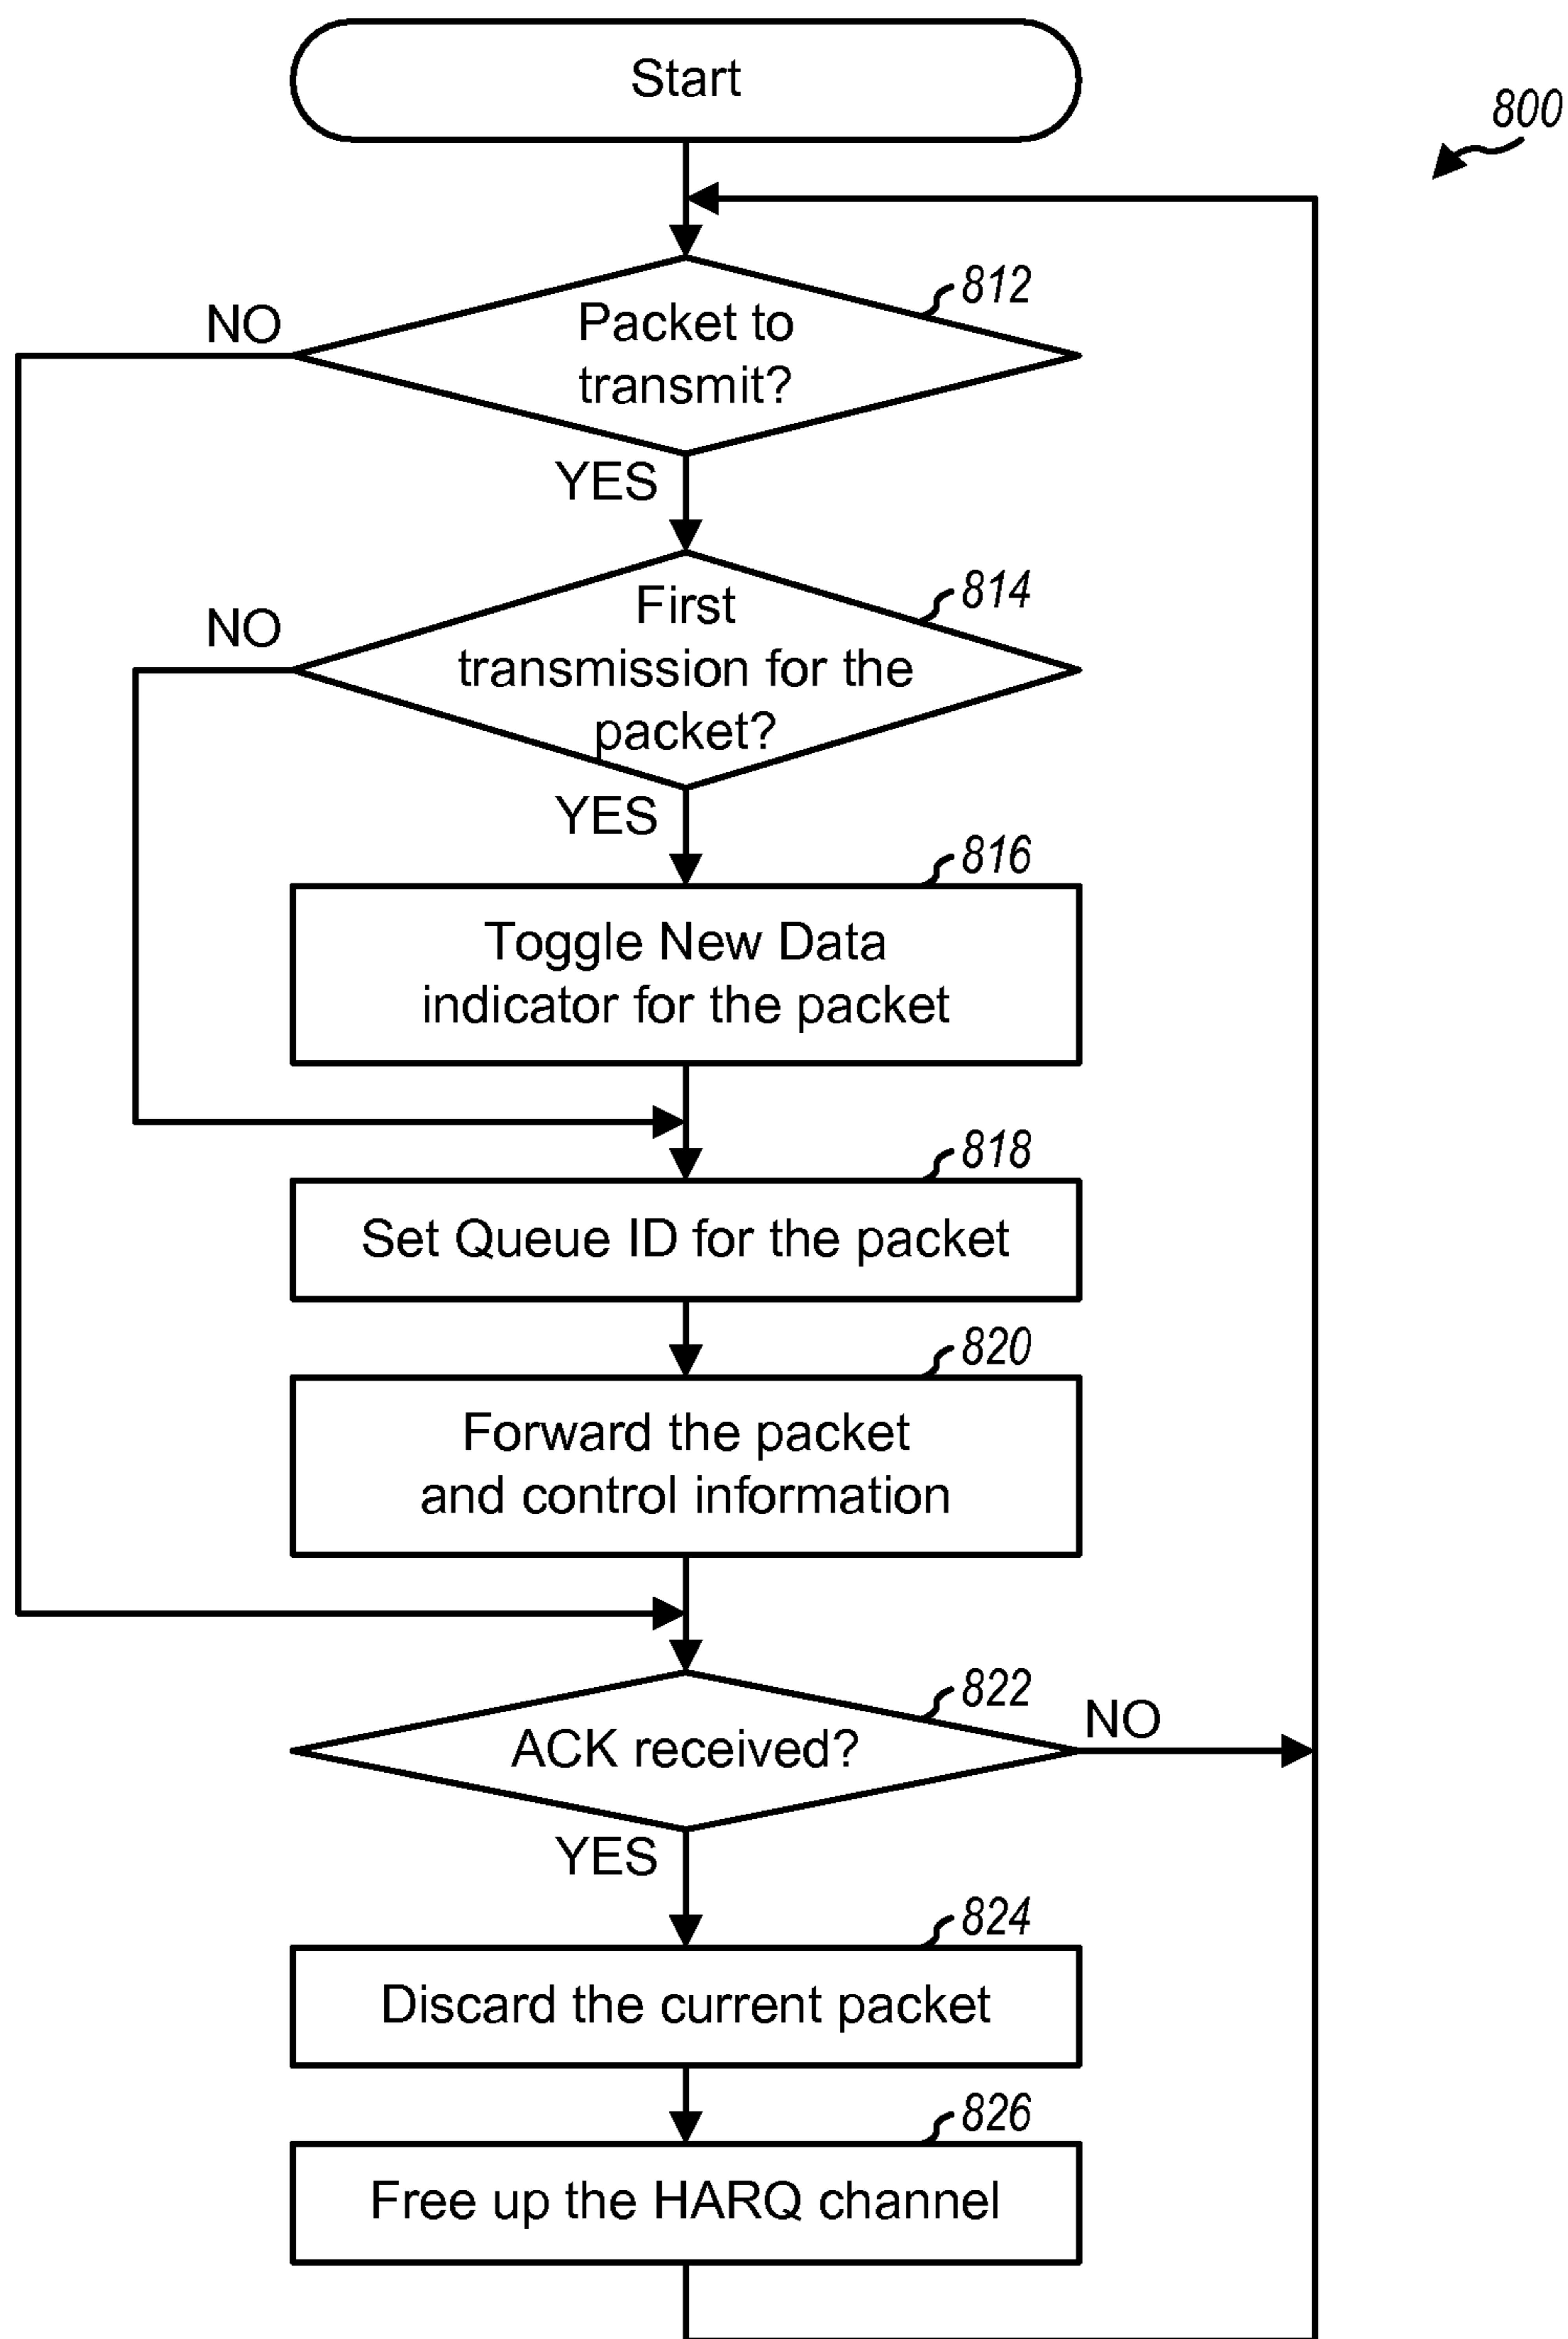 Start
800
812
NO
Packet to
transmit?
YES
814
NO
First
transmission for the
packet?
YES
816
Toggle New Data
indicator for the packet
818
Set Queue ID for the packet
820
Forward the packet
and control information
822
NO
ACK received?
YES
824
Discard the current packet
826
Free up the HARQ channel